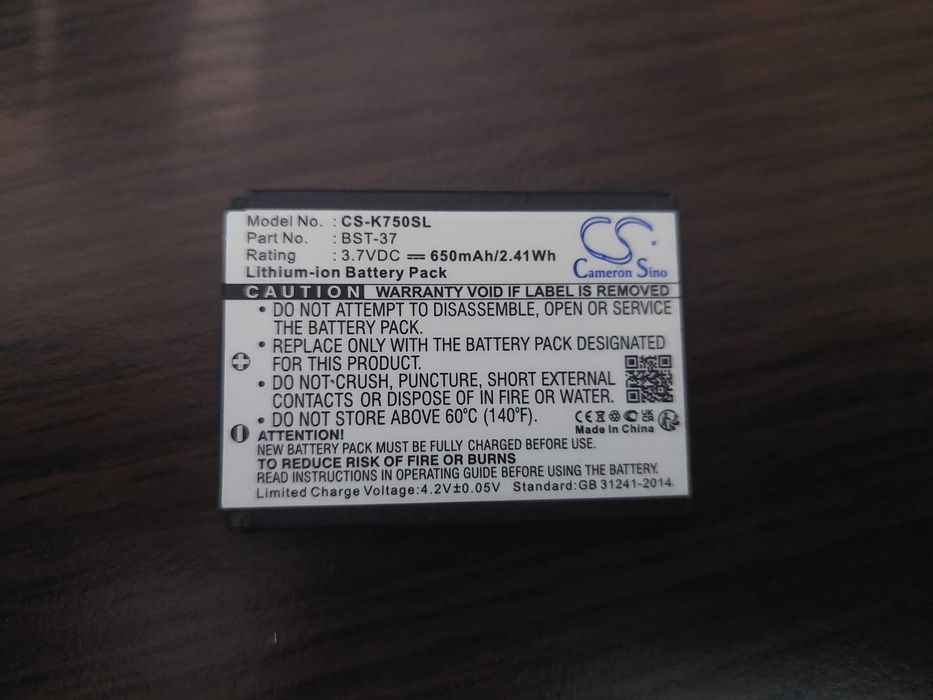 Model No. : CS-K750SL
Part No. : BST-37
Rating : 3.7VDC ⎓ 650mAh/2.41Wh
Lithium-ion Battery Pack
CS
Cameron Sino
CAUTION WARRANTY VOID IF LABEL IS REMOVED
• DO NOT ATTEMPT TO DISASSEMBLE, OPEN OR SERVICE
THE BATTERY PACK.
• REPLACE ONLY WITH THE BATTERY PACK DESIGNATED
FOR THIS PRODUCT.
• DO NOT CRUSH, PUNCTURE, SHORT EXTERNAL
CONTACTS OR DISPOSE OF IN FIRE OR WATER.
• DO NOT STORE ABOVE 60°C (140°F).
CE
Made In China
ATTENTION!
NEW BATTERY PACK MUST BE FULLY CHARGED BEFORE USE.
TO REDUCE RISK OF FIRE OR BURNS
READ INSTRUCTIONS IN OPERATING GUIDE BEFORE USING THE BATTERY.
Limited Charge Voltage:4.2V±0.05V Standard:GB 31241-2014